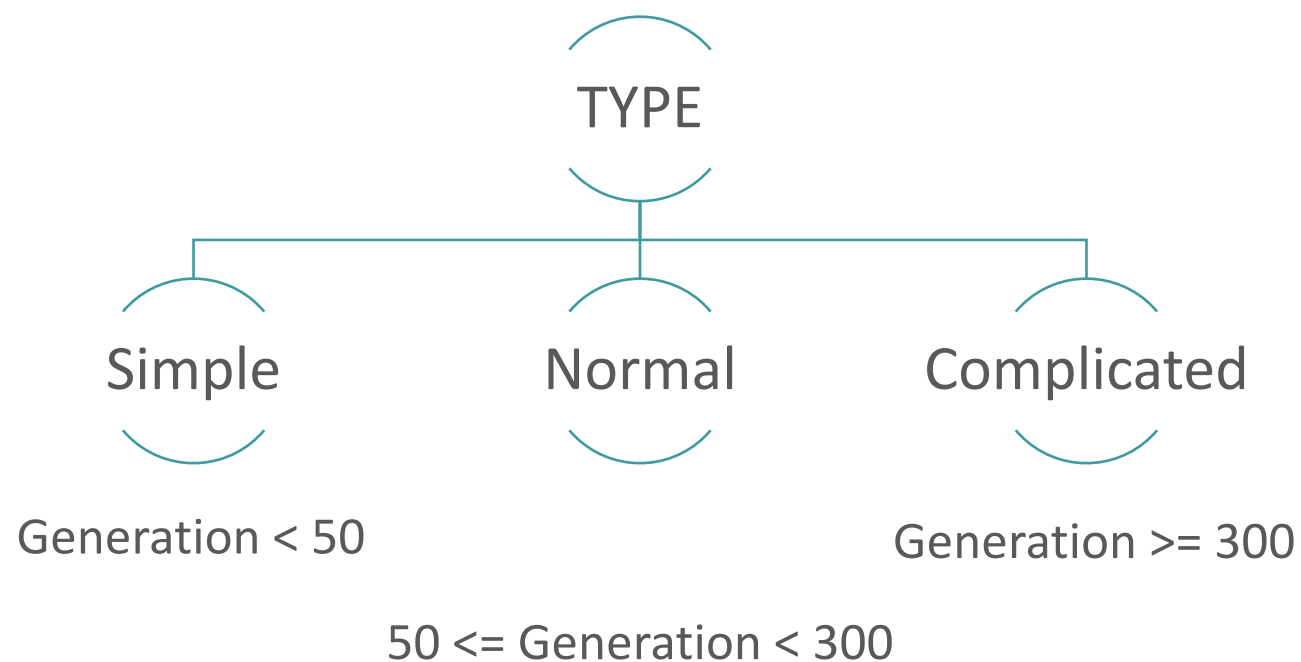 TYPE
Simple
Normal
Complicated
Generation < 50
Generation >= 300
50 <= Generation < 300